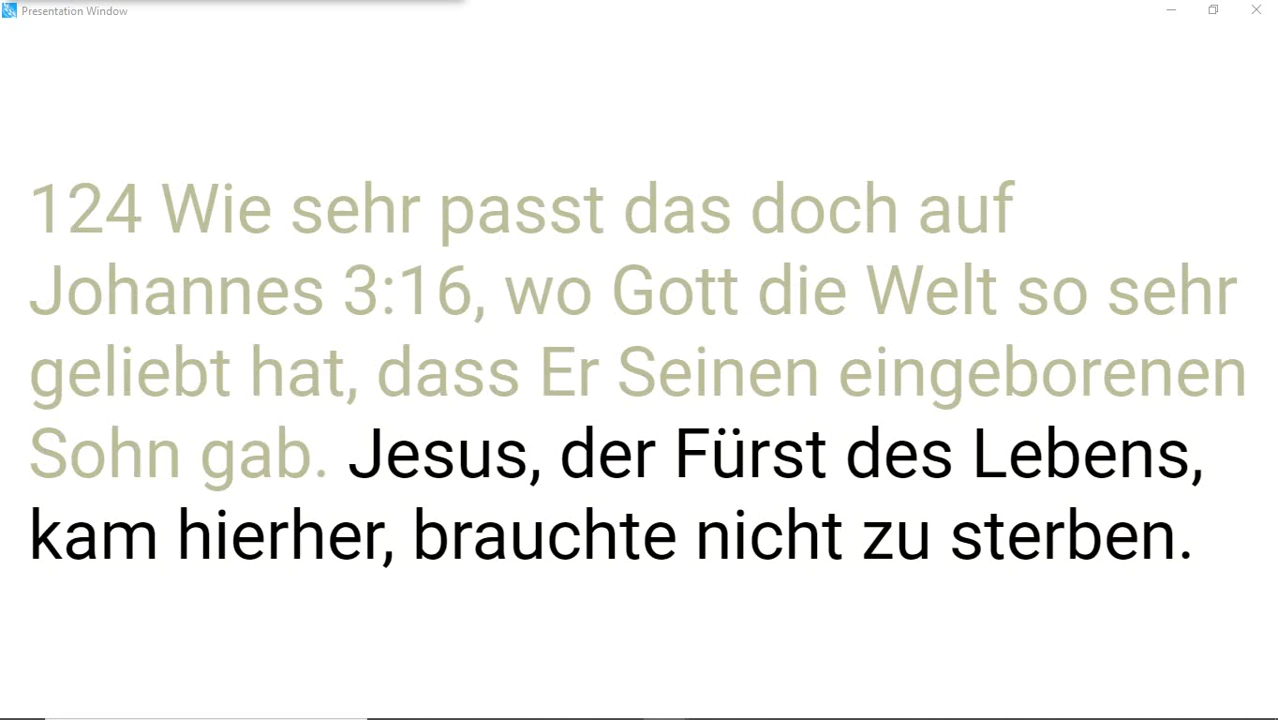 Presentation Window
124 Wie sehr passt das doch auf
Johannes 3:16, wo Gott die Welt so sehr
geliebt hat, dass Er Seinen eingeborenen
Sohn gab. Jesus, der Fürst des Lebens,
kam hierher, brauchte nicht zu sterben.